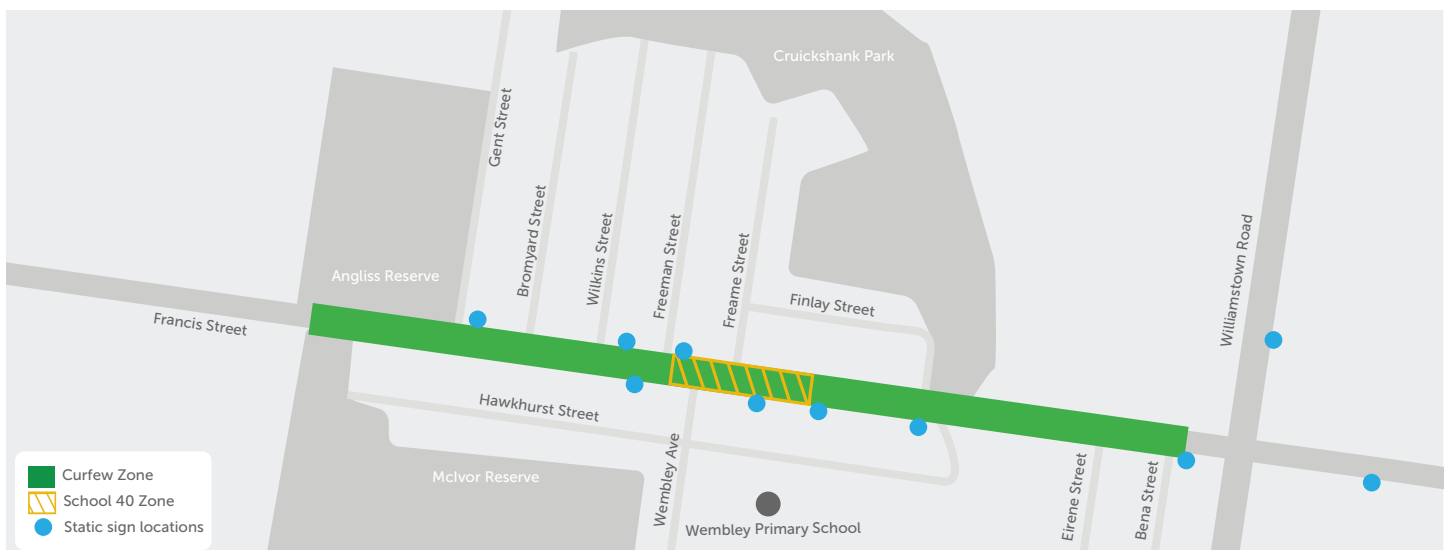 Cruickshank Park
Gent Street
Bromyard Street
Wilkins Street
Freeman Street
Freame Street
Finlay Street
Williamstown Road
Angliss Reserve
Francis Street
Hawkhurst Street
McIvor Reserve
Wembley Ave
Wembley Primary School
Eirene Street
Bena Street
Curfew Zone
School 40 Zone
Static sign locations